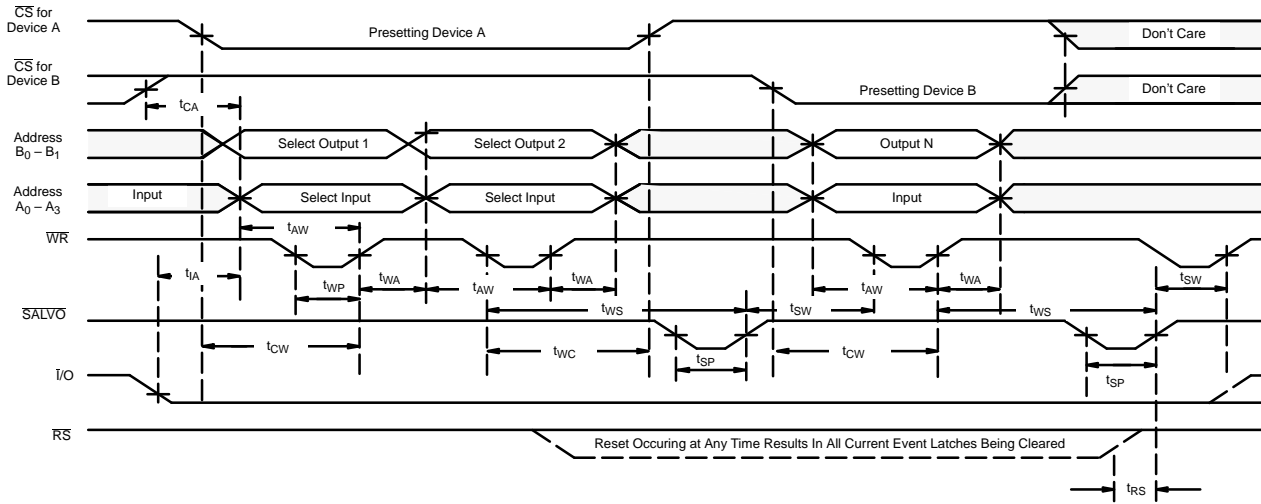 CS for
Device A
Presetting Device A
Don't Care
CS for
Device B
Presetting Device B
Don't Care
tCA
Address
B0 – B1
Select Output 1
Select Output 2
Output N
Address
A0 – A3
Input
Select Input
Select Input
Input
tAW
WR
tIA
tWP
tWA
tAW
tWA
tAW
tWA
tSW
tWS
tSW
tWS
SALVO
tCW
tWC
tSP
tCW
tSP
I/O
RS
Reset Occuring at Any Time Results In All Current Event Latches Being Cleared
tRS